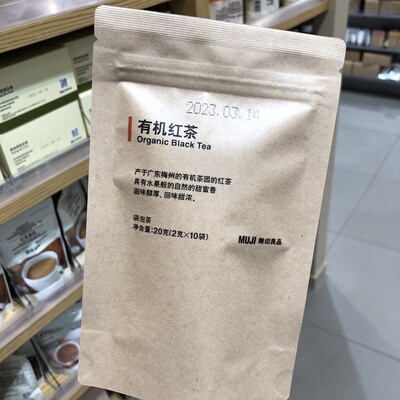 2023.03.14
有机红茶
Organic Black Tea
产于广东梅州的有机茶园的红茶
具有水果般的自然的甜蜜香
滋味醇厚、回味甜浓。
袋泡茶
净含量:20克(2克×10袋)
MUJI 無印良品